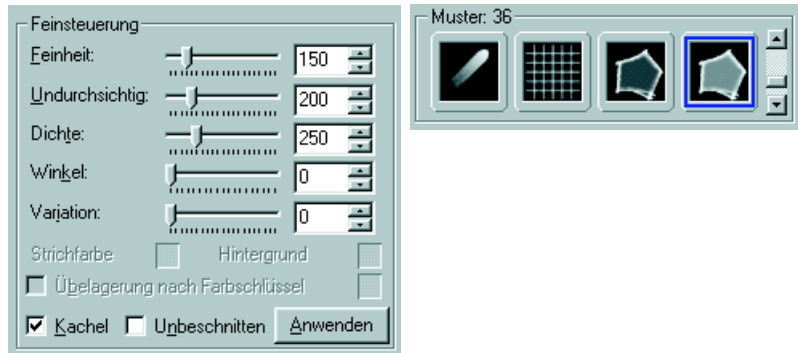 Feinsteuerung
Feinheit: 150
Undurchsichtig: 200
Dichte: 250
Winkel: 0
Variation: 0
Strichfarbe Hintergrund
Übelagerung nach Farbschlüssel
Kachel Unbeschnitten Anwenden
Muster: 36